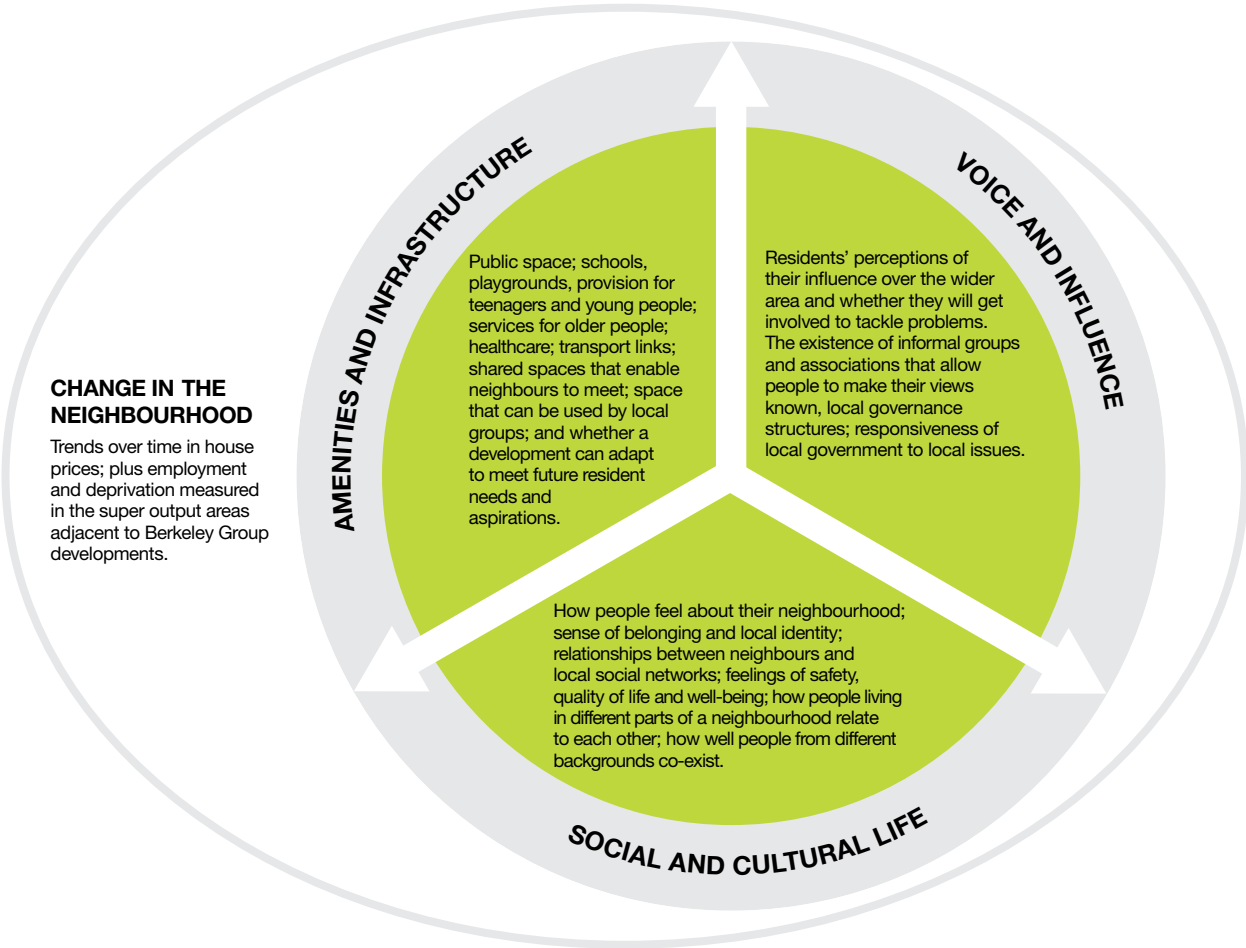 AMENITIES AND INFRASTRUCTURE
Public space; schools,
playgrounds, provision for
teenagers and young people;
services for older people;
healthcare; transport links;
shared spaces that enable
neighbours to meet; space
that can be used by local
groups; and whether a
development can adapt
to meet future resident
needs and
aspirations.
VOICE AND INFLUENCE
Residents’ perceptions of
their influence over the wider
area and whether they will get
involved to tackle problems.
The existence of informal groups
and associations that allow
people to make their views
known, local governance
structures; responsiveness of
local government to local issues.
CHANGE IN THE
NEIGHBOURHOOD
Trends over time in house
prices; plus employment
and deprivation measured
in the super output areas
adjacent to Berkeley Group
developments.
How people feel about their neighbourhood;
sense of belonging and local identity;
relationships between neighbours and
local social networks; feelings of safety,
quality of life and well-being; how people living
in different parts of a neighbourhood relate
to each other; how well people from different
backgrounds co-exist.
SOCIAL AND CULTURAL LIFE